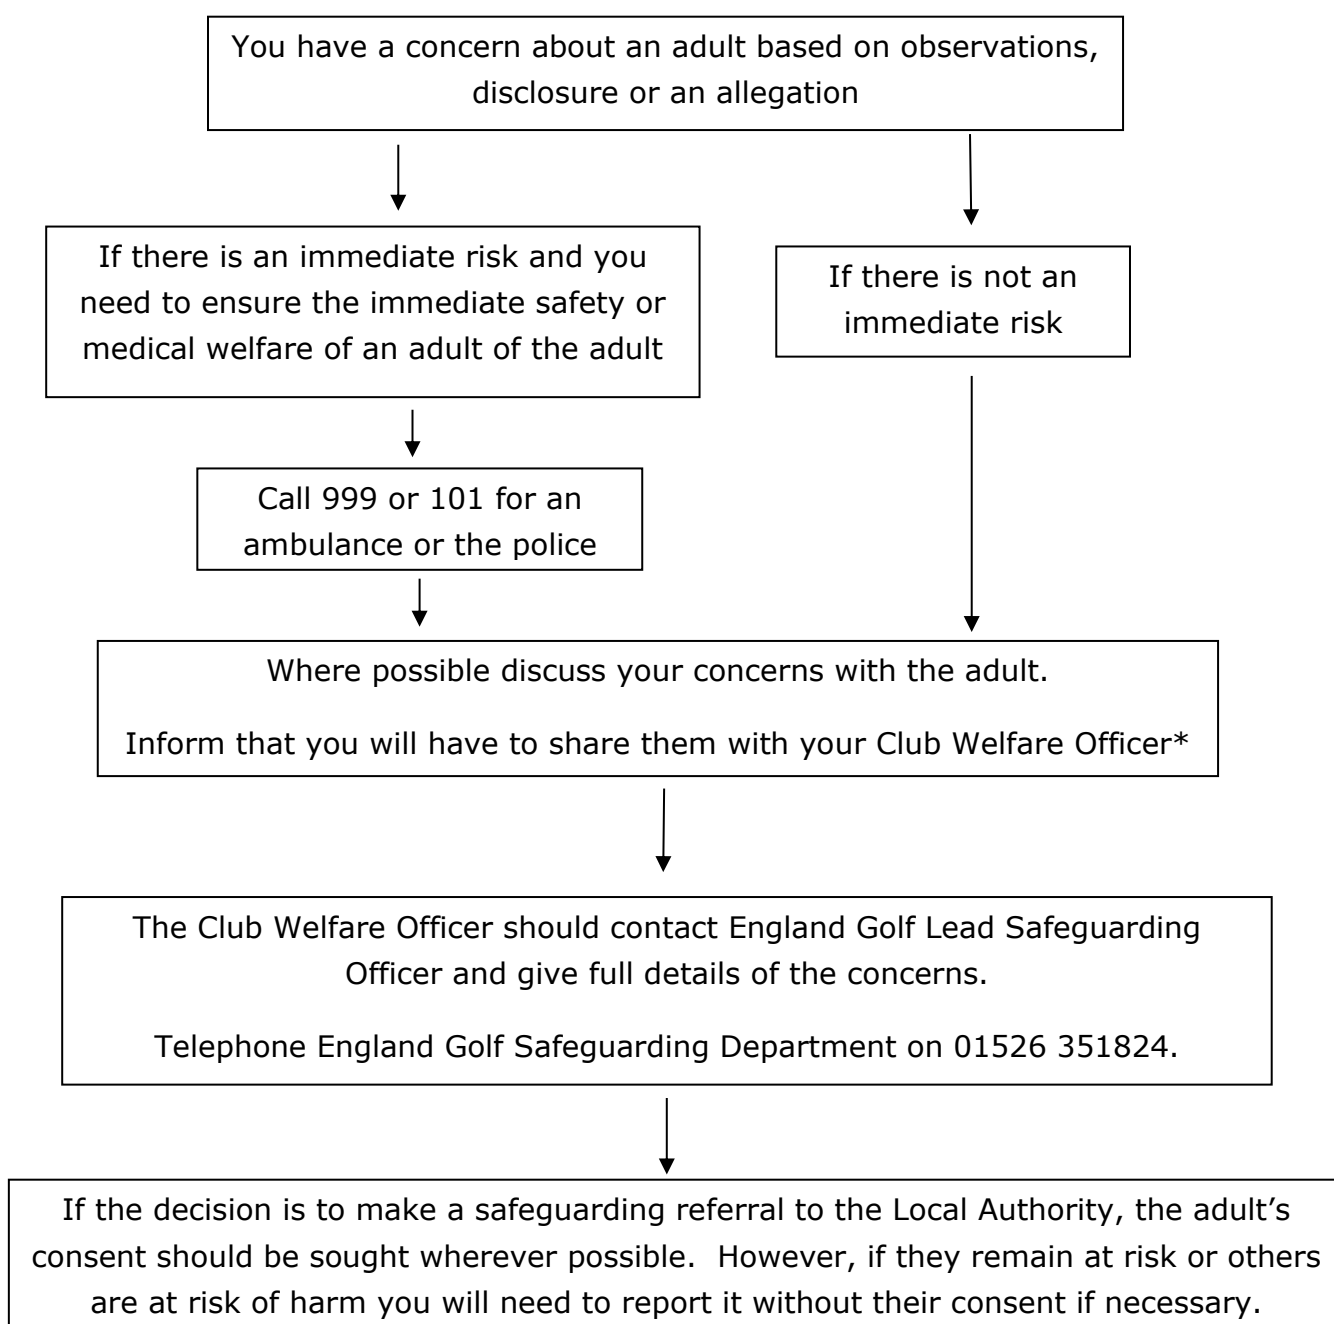 You have a concern about an adult based on observations,
disclosure or an allegation
If there is an immediate risk and you
need to ensure the immediate safety or
medical welfare of an adult of the adult
If there is not an
immediate risk
Call 999 or 101 for an
ambulance or the police
Where possible discuss your concerns with the adult.
Inform that you will have to share them with your Club Welfare Officer*
The Club Welfare Officer should contact England Golf Lead Safeguarding
Officer and give full details of the concerns.
Telephone England Golf Safeguarding Department on 01526 351824.
If the decision is to make a safeguarding referral to the Local Authority, the adult’s
consent should be sought wherever possible.  However, if they remain at risk or others
are at risk of harm you will need to report it without their consent if necessary.